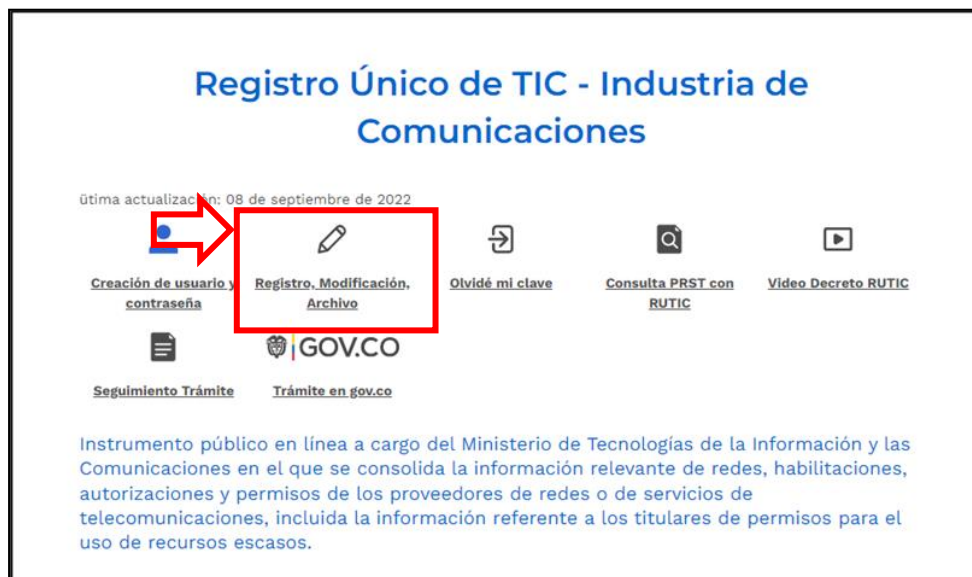 Registro Único de TIC - Industria de
Comunicaciones
ütima actualización: 08 de septiembre de 2022
Creación de usuario y
contraseña
Registro, Modificación,
Archivo
Olvidé mi clave
Consulta PRST con
RUTIC
Video Decreto RUTIC
GOV.CO
Seguimiento Trámite
Trámite en gov.co
Instrumento público en línea a cargo del Ministerio de Tecnologías de la Información y las
Comunicaciones en el que se consolida la información relevante de redes, habilitaciones,
autorizaciones y permisos de los proveedores de redes o de servicios de
telecomunicaciones, incluida la información referente a los titulares de permisos para el
uso de recursos escasos.